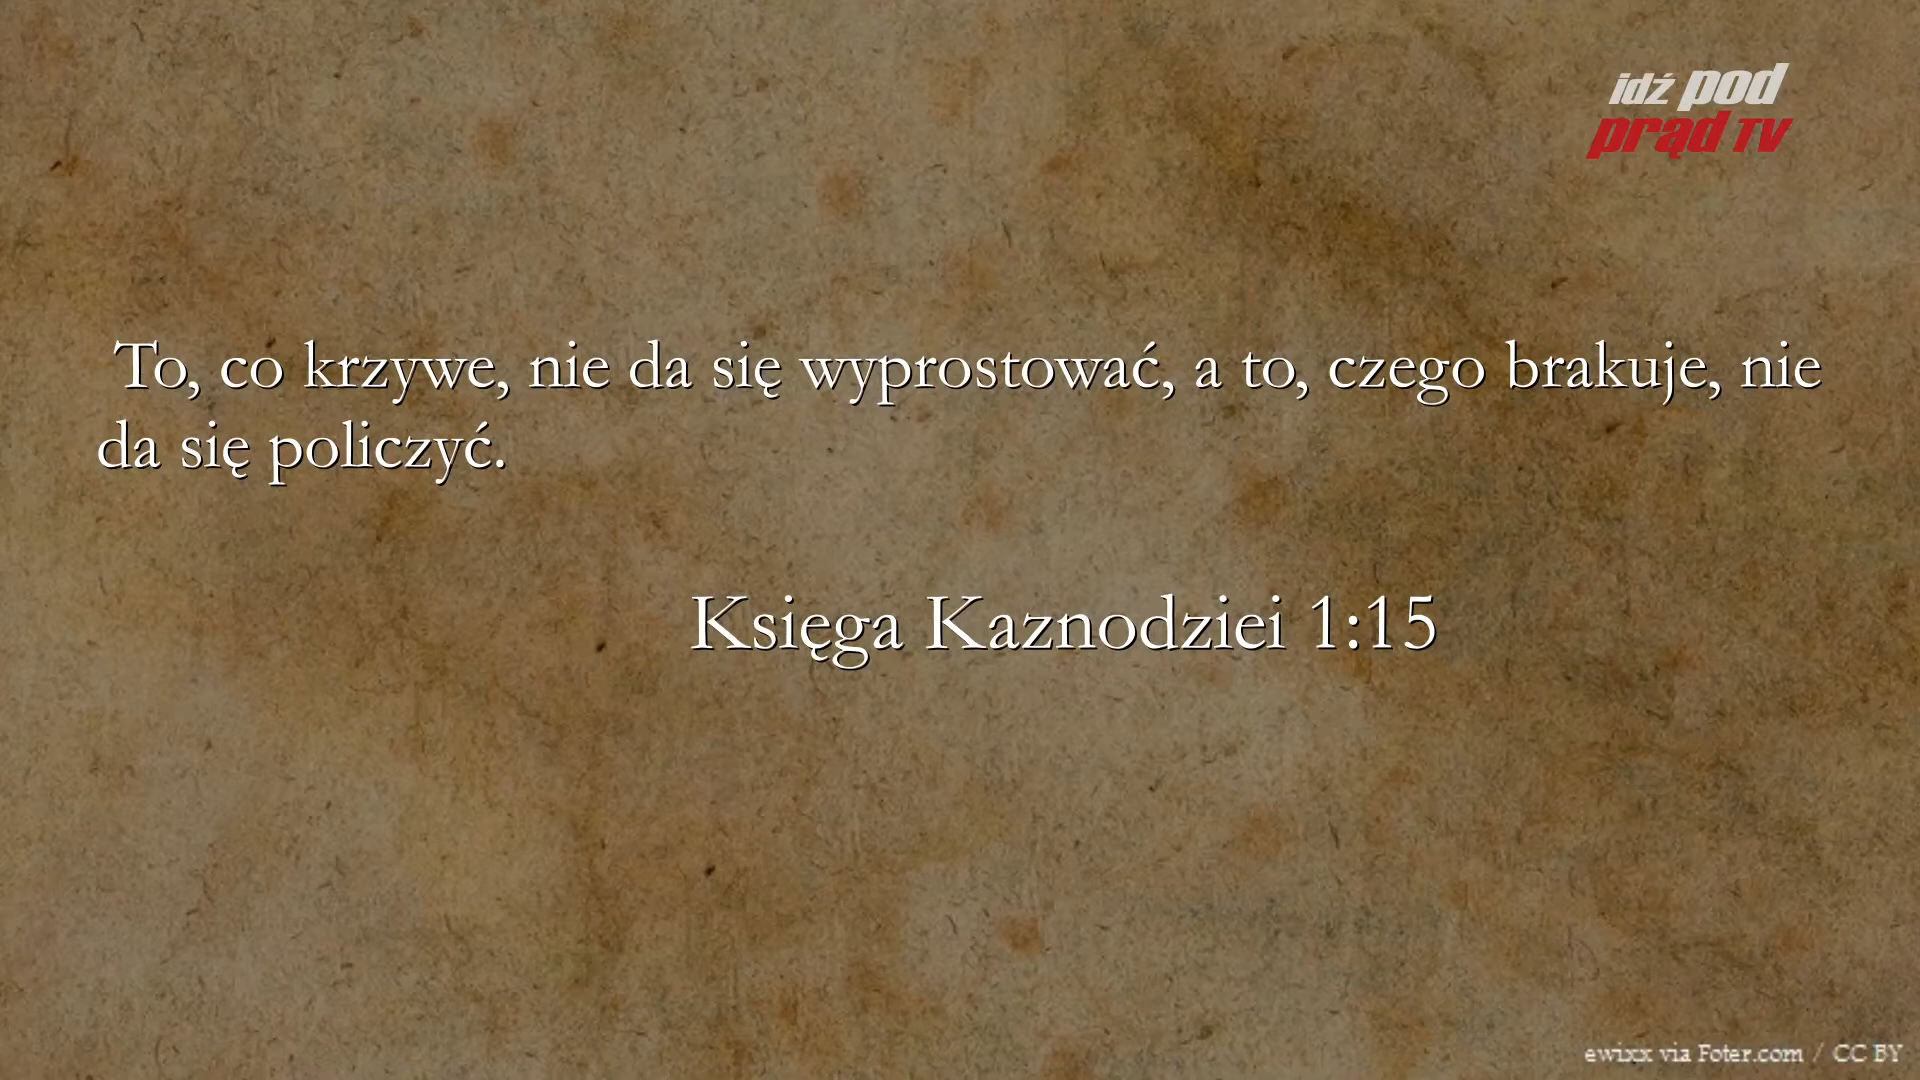 idź pod
prąd TV
To, co krzywe, nie da się wyprostować, a to, czego brakuje, nie
da się policzyć.
Księga Kaznodziei 1:15
ewixx via Foter.com / CC BY